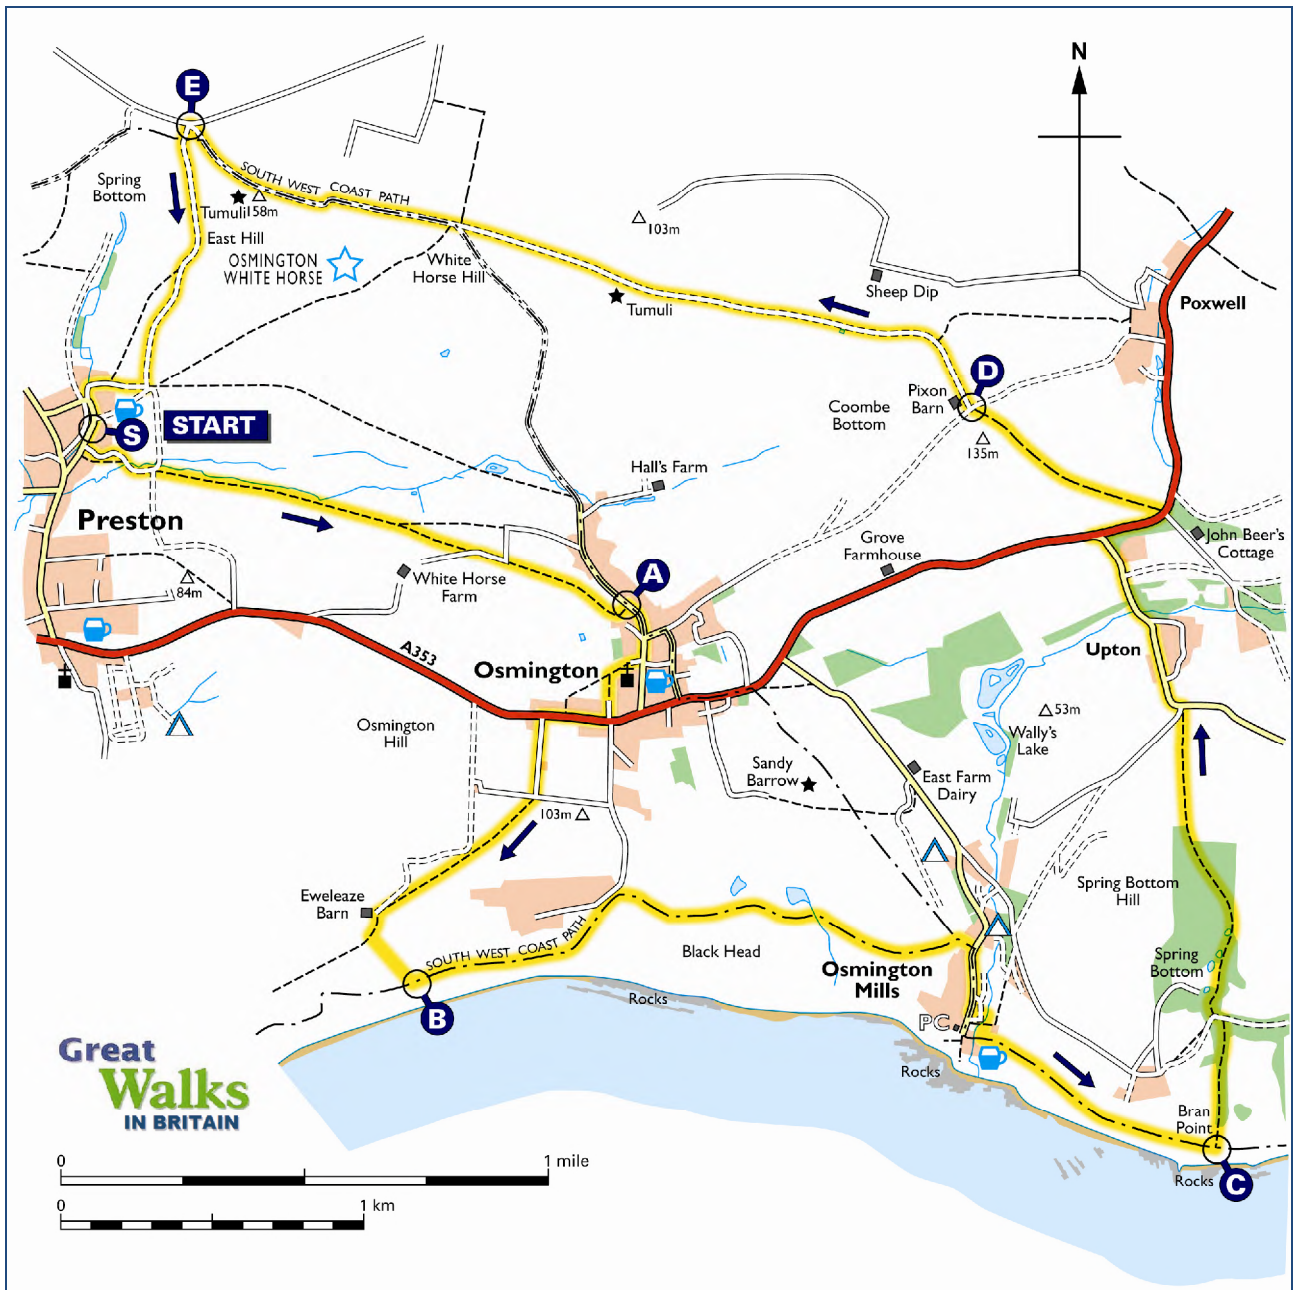 N
E
SOUTH WEST COAST PATH
Spring
Bottom
Tumuli
158m
East Hill
OSMINGTON
WHITE HORSE
White
Horse Hill
103m
Sheep Dip
Tumuli
Poxwell
D
Pixon
Barn
Coombe
Bottom
135m
S
START
Hall's Farm
Preston
Grove
Farmhouse
John Beer's
Cottage
A
White Horse
Farm
84m
A353
Osmington
Upton
53m
Wally's
Lake
Osmington
Hill
Sandy
Barrow
East Farm
Dairy
103m
Eweleaze
Barn
Spring Bottom
Hill
SOUTH WEST COAST PATH
Black Head
Spring
Bottom
Osmington
Mills
Rocks
B
PC
Rocks
Great
Walks
IN BRITAIN
Bran
Point
Rocks
C
0
1 mile
0
1 km